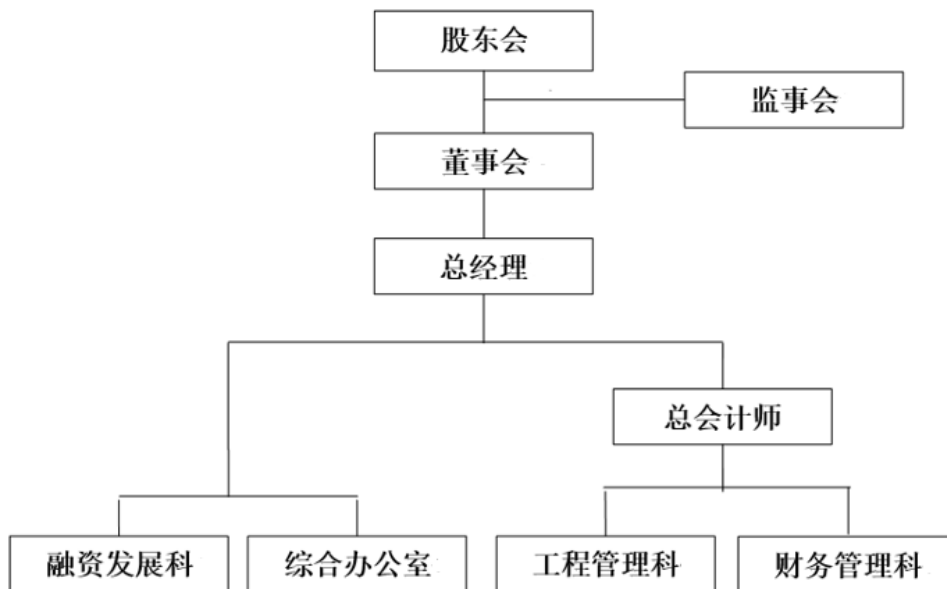 股东会
监事会
董事会
总经理
总会计师
融资发展科
综合办公室
工程管理科
财务管理科